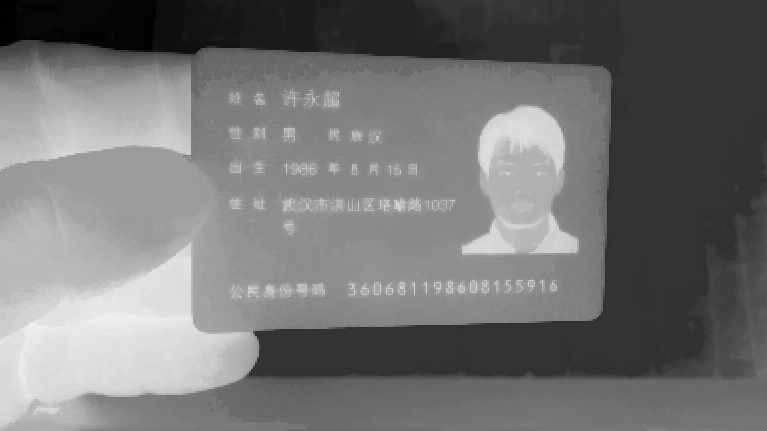 姓 名 许永超
性 别 男 民 族 汉
出 生 1986 年 8 月 15 日
住 址 武汉市洪山区珞喻路1037
号
公民身份号码 360681198608155916